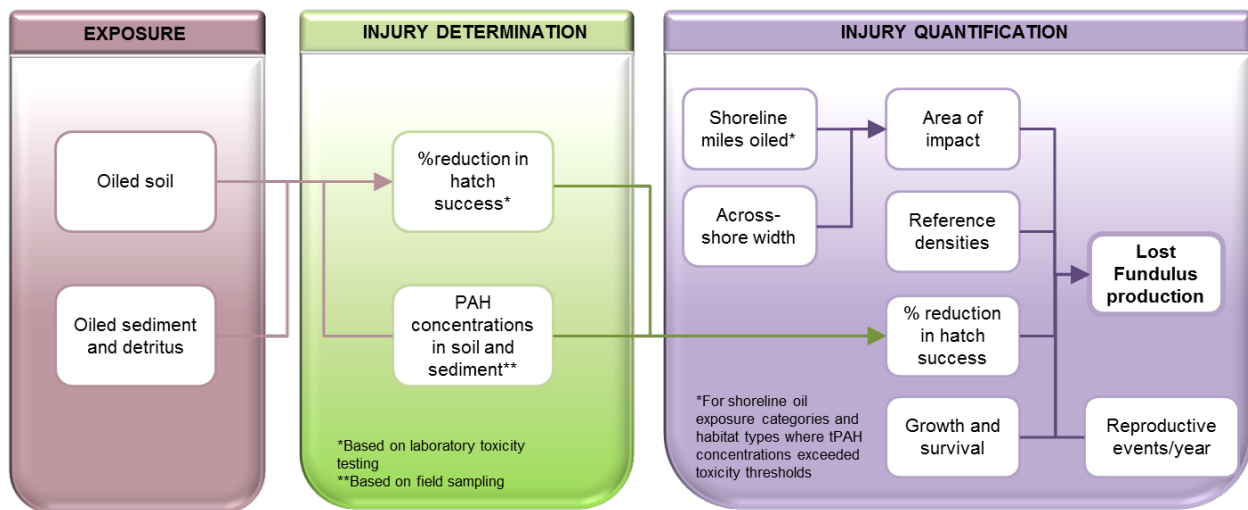 EXPOSURE
Oiled soil
Oiled sediment
and detritus
INJURY DETERMINATION
%reduction in
hatch
success*
PAH
concentrations
in soil and
sediment**
*Based on laboratory toxicity
testing
**Based on field sampling
INJURY QUANTIFICATION
Shoreline
miles oiled*
Across-
shore width
Area of
impact
Reference
densities
% reduction
in hatch
success
Growth and
survival
Lost
Fundulus
production
Reproductive
events/year
*For shoreline oil
exposure categories and
habitat types where tPAH
concentrations exceeded
toxicity thresholds